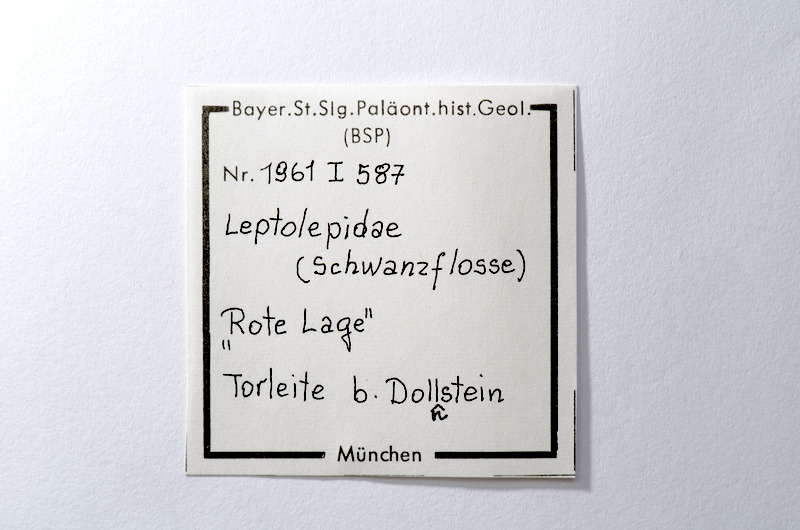 Bayer.St.Slg.Paläont.hist.Geol.
(BSP)
Nr. 1961 I 587
Leptolepidae
(Schwanzflosse)
"Rote Lage"
Torleite b. Dollstein
n
München